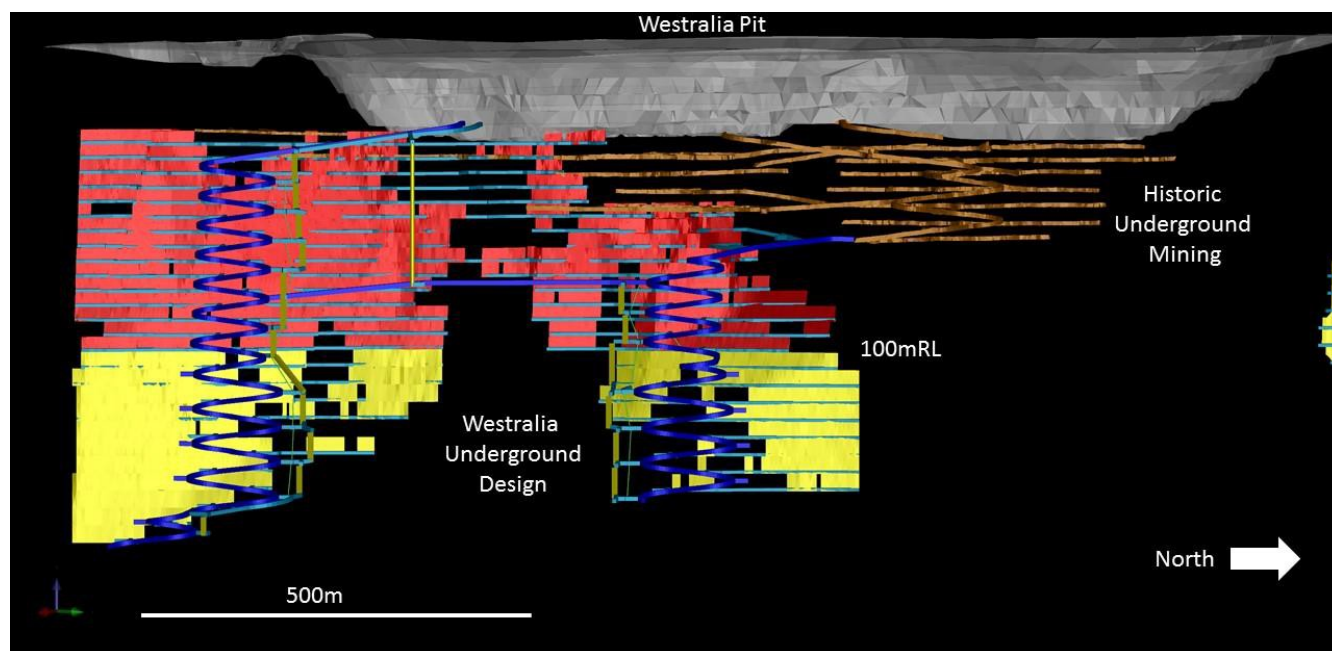 Westralia Pit
Historic
Underground
Mining
100mRL
Westralia
Underground
Design
North
500m